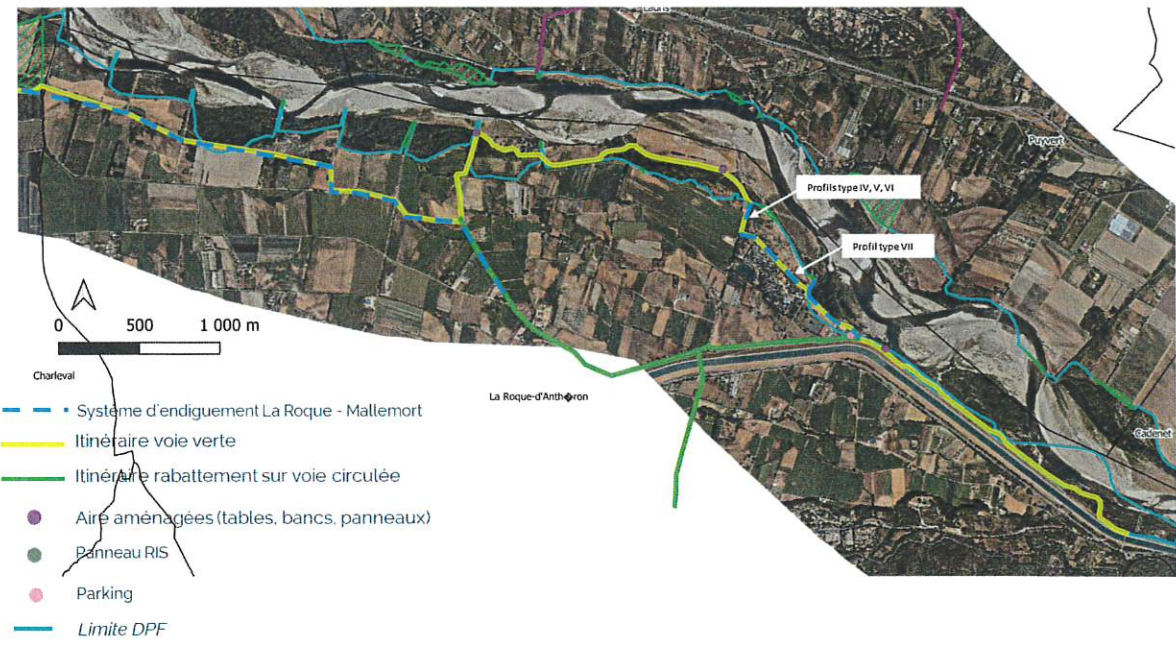 Lauris
Puyvert
Profils type IV, V, VI
Profil type VII
0 500 1 000 m
Charleval
La Roque-d'Anth�ron
Cadenet
Système d'endiguement La Roque - Mallemort
Itinéraire voie verte
Itinéraire rabattement sur voie circulée
Aire aménagées (tables, bancs, panneaux)
Panneau RIS
Parking
Limite DPF